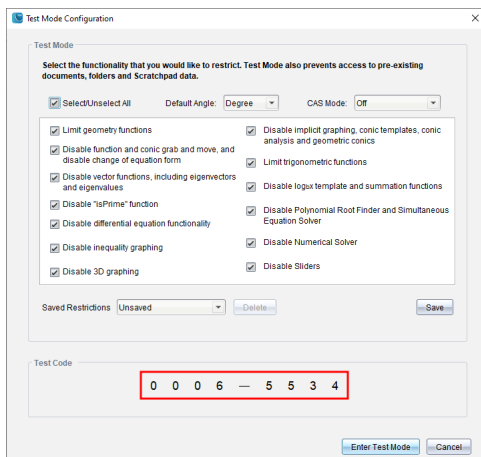 Test Mode Configuration
Test Mode
Select the functionality that you would like to restrict. Test Mode also prevents access to pre-existing
documents, folders and Scratchpad data.
Select/Unselect All Default Angle: Degree CAS Mode: Off
Limit geometry functions
Disable function and conic grab and move, and
disable change of equation form
Disable vector functions, including eigenvectors
and eigenvalues
Disable "isPrime" function
Disable differential equation functionality
Disable inequality graphing
Disable 3D graphing
Disable implicit graphing, conic templates, conic
analysis and geometric conics
Limit trigonometric functions
Disable logbx template and summation functions
Disable Polynomial Root Finder and Simultaneous
Equation Solver
Disable Numerical Solver
Disable Sliders
Saved Restrictions Unsaved Delete Save
Test Code
0 0 0 6 — 5 5 3 4
Enter Test Mode Cancel